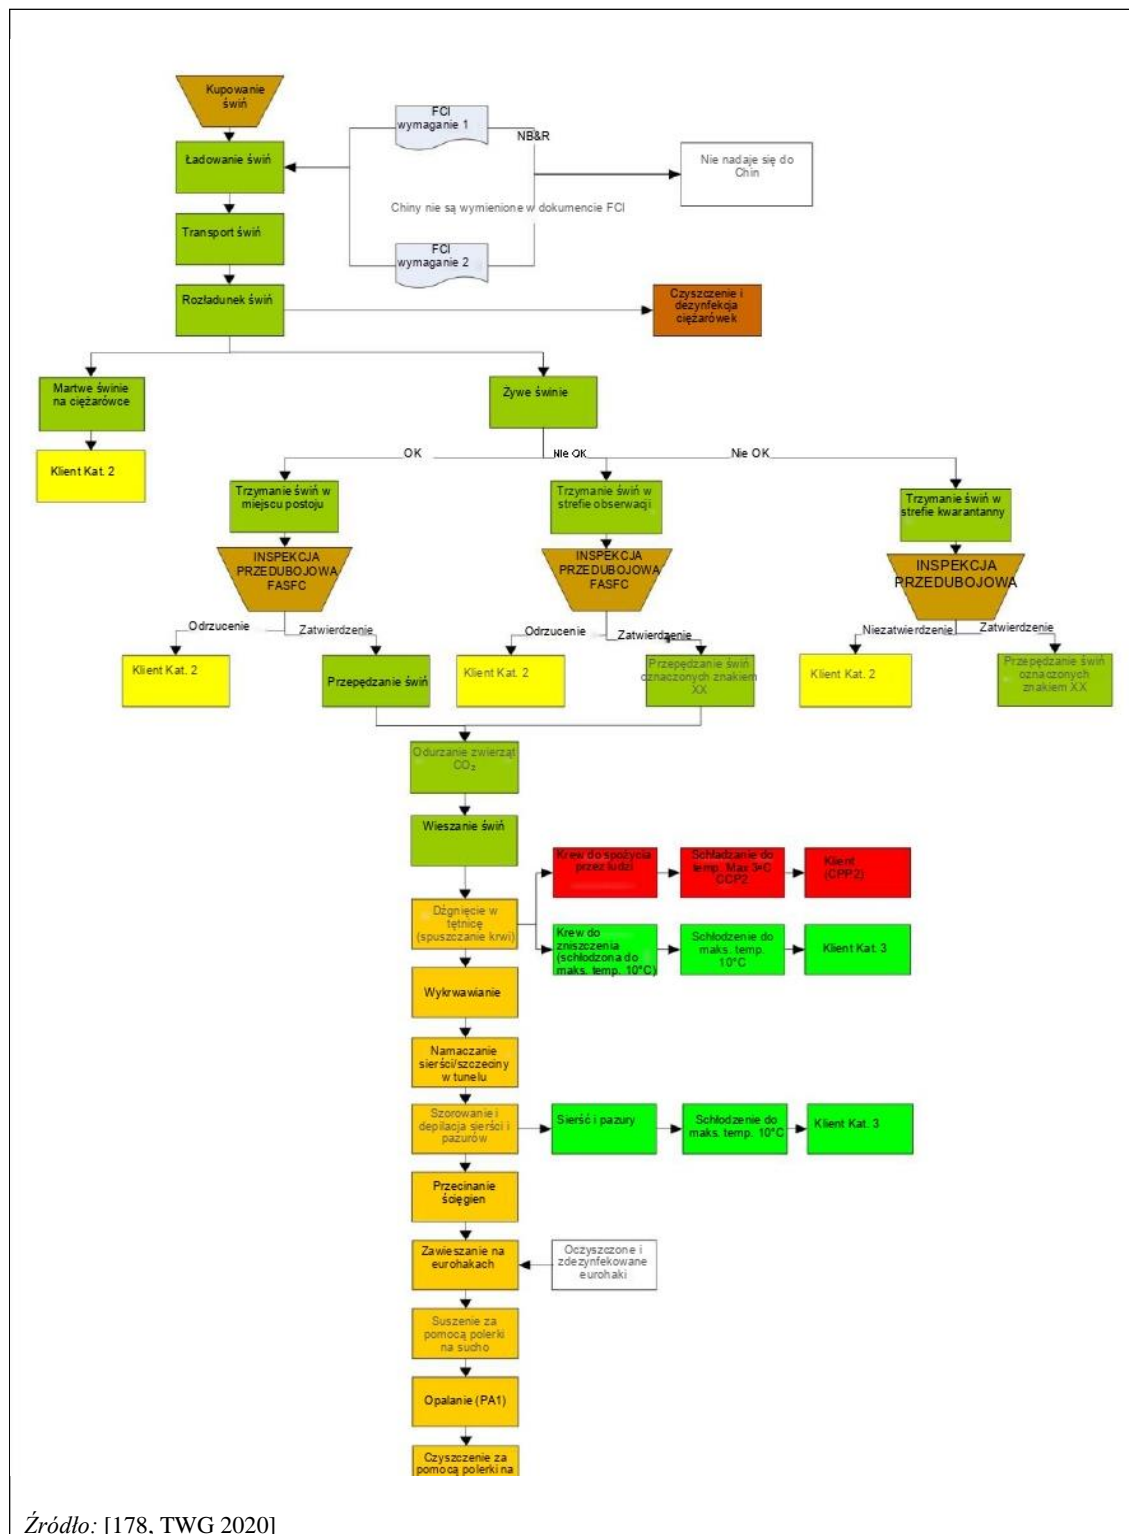 Kupowanie
świń
FCI
wymaganie 1
NB&R
Ładowanie świń
Nie nadaje się do
Chin
Chiny nie są wymienione w dokumencie FCI
Transport świń
FCI
wymaganie 2
Rozładunek świń
Czyszczenie i
dezynfekcja
ciężarówek
Martwe świnie
na ciężarówce
Żywe świnie
Klient Kat. 2
OK
Nie OK
Nie OK
Trzymanie świń w
miejscu postoju
Trzymanie świń w
strefie obserwacji
Trzymanie świń w
strefie kwarantanny
INSPEKCJA
PRZEDUBOJOWA
FASFC
INSPEKCJA
PRZEDUBOJOWA
FASFC
INSPEKCJA
PRZEDUBOJOWA
Odrzucenie
Zatwierdzenie
Odrzucenie
Zatwierdzenie
Niezatwierdzenie
Zatwierdzenie
Klient Kat. 2
Przepędzanie świń
Klient Kat. 2
Przepędzanie świń
oznaczonych znakiem
XX
Klient Kat. 2
Przepędzanie świń
oznaczonych
znakiem XX
Odurzanie zwierząt
CO₂
Wieszanie świń
Krew do spożycia
przez ludzi
Schładzanie do
temp. Max 3°C
CCP2
Klient
(CPP2)
Dźgnięcie w
tętnicę
(spuszczanie krwi)
Krew do
zniszczenia
(schłodzona do
maks. temp. 10°C)
Schłodzenie do
maks. temp.
10°C
Klient Kat. 3
Wykrwawianie
Namaczanie
sierści/szczeciny
w tunelu
Szorowanie i
depilacja sierści i
pazurów
Sierść i pazury
Schłodzenie do
maks. temp. 10°C
Klient Kat. 3
Przecinanie
ścięgien
Zawieszanie na
eurohakach
Oczyszczone i
zdezynfekowane
eurohaki
Suszenie za
pomocą polerki
na sucho
Opalanie (PA1)
Czyszczenie za
pomocą polerki na
Źródło: [178, TWG 2020]